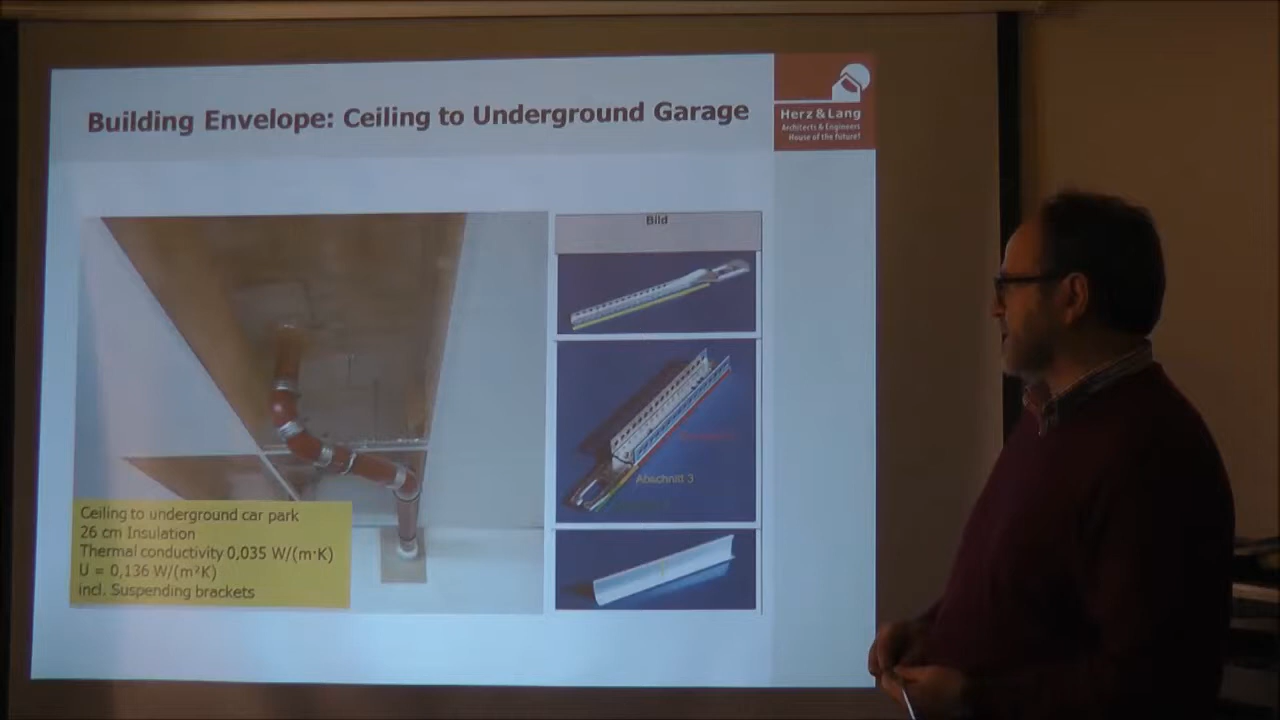 Building Envelope: Ceiling to Underground Garage
Herz & Lang
Architects & Engineers
House of the future!
Bild
Abschnitt 3
Ceiling to underground car park
26 cm Insulation
Thermal conductivity 0,035 W/(m·K)
U = 0,136 W/(m²K)
incl. Suspending brackets